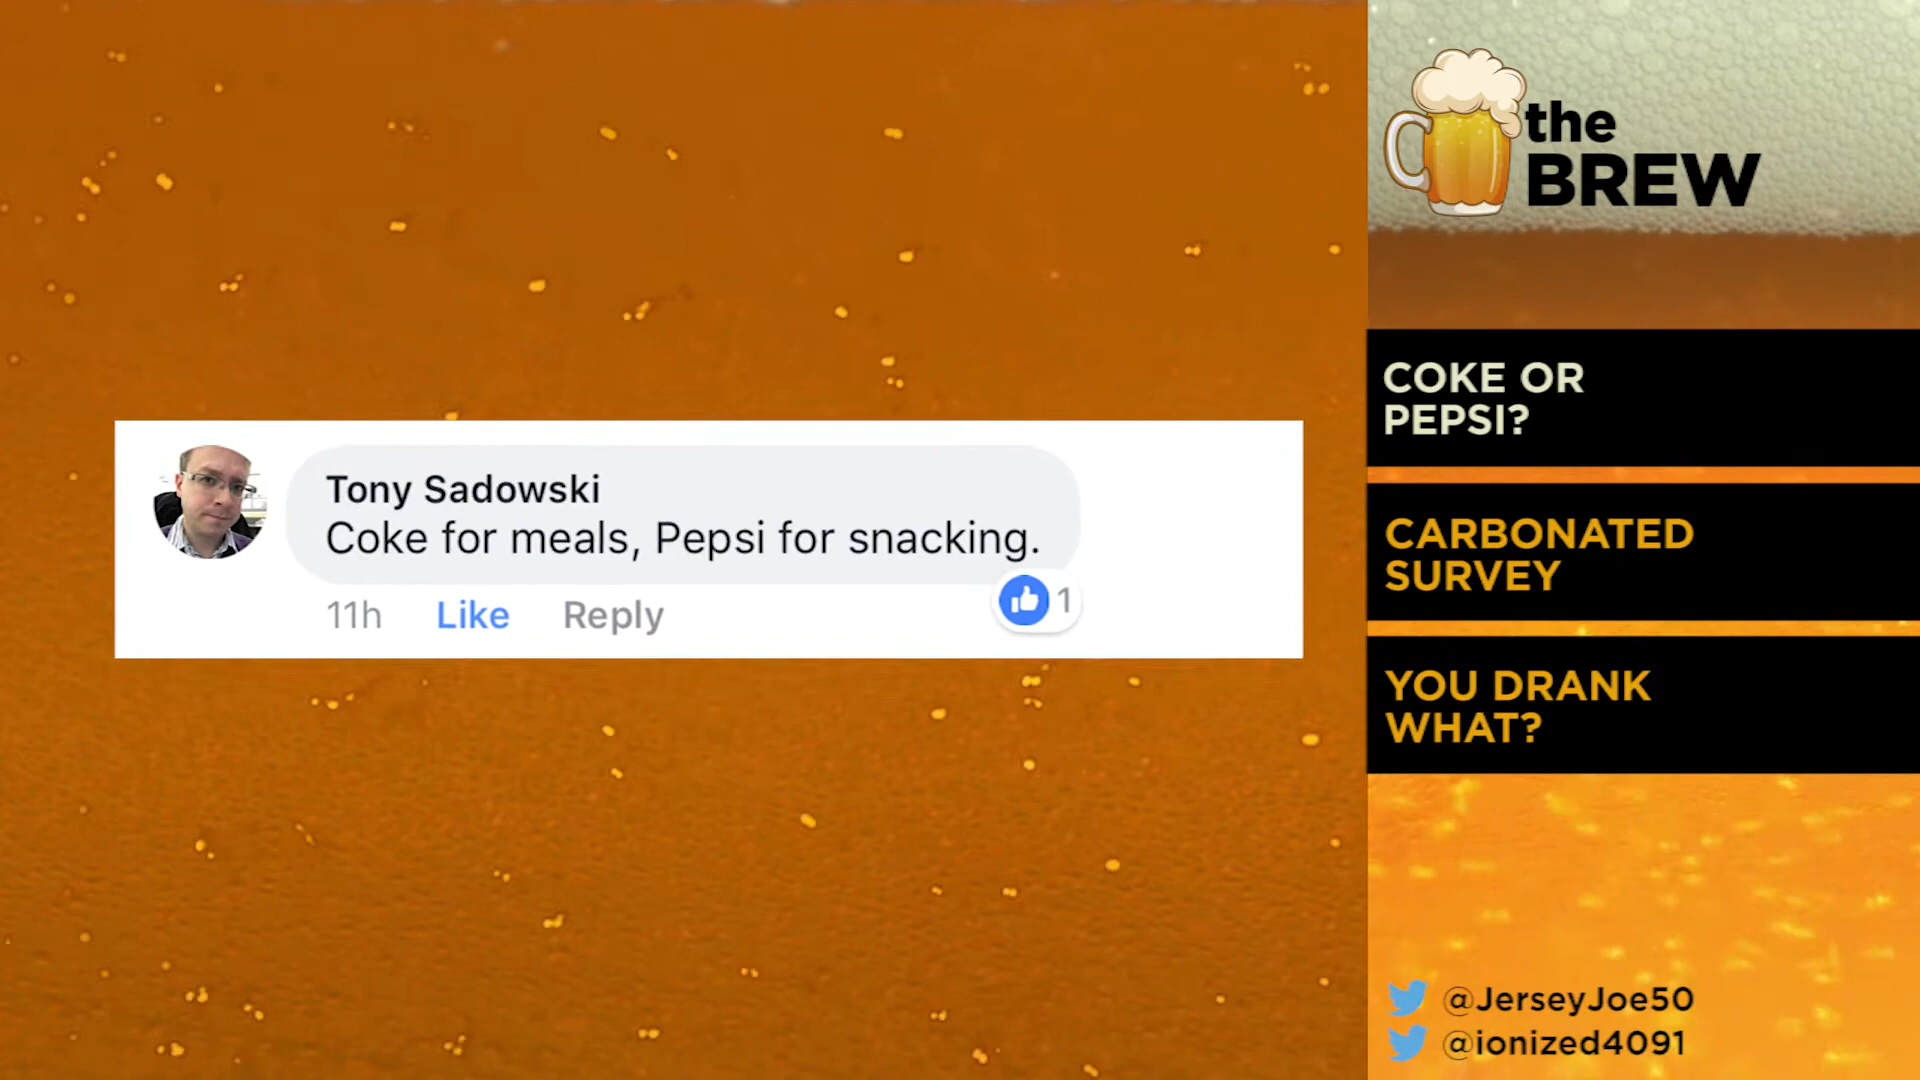 Tony Sadowski
Coke for meals, Pepsi for snacking.
11h Like Reply 1
the
BREW
COKE OR
PEPSI?
CARBONATED
SURVEY
YOU DRANK
WHAT?
@JerseyJoe50
@ionized4091